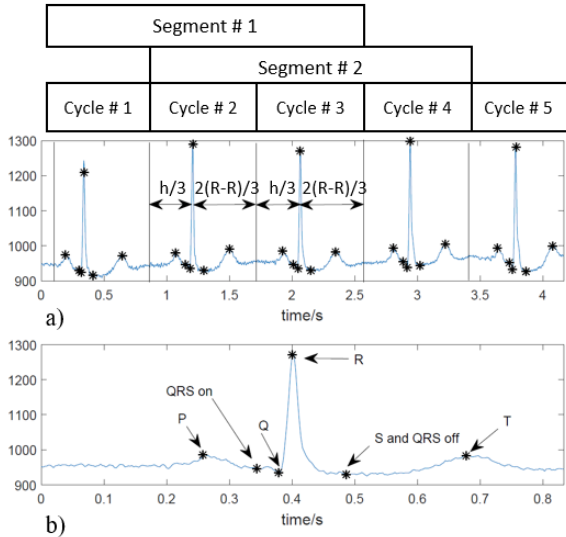 Segment # 1
Segment # 2
Cycle # 1 Cycle # 2 Cycle # 3 Cycle # 4 Cycle # 5
1300
1200
1100
1000
900
h/3 2(R-R)/3 h/3 2(R-R)/3
0 0.5 1 1.5 2 2.5 3 3.5 4
time/s
a)
1300
1200
1100
1000
900
R
QRS on
P
Q
S and QRS off
T
0 0.1 0.2 0.3 0.4 0.5 0.6 0.7 0.8
time/s
b)